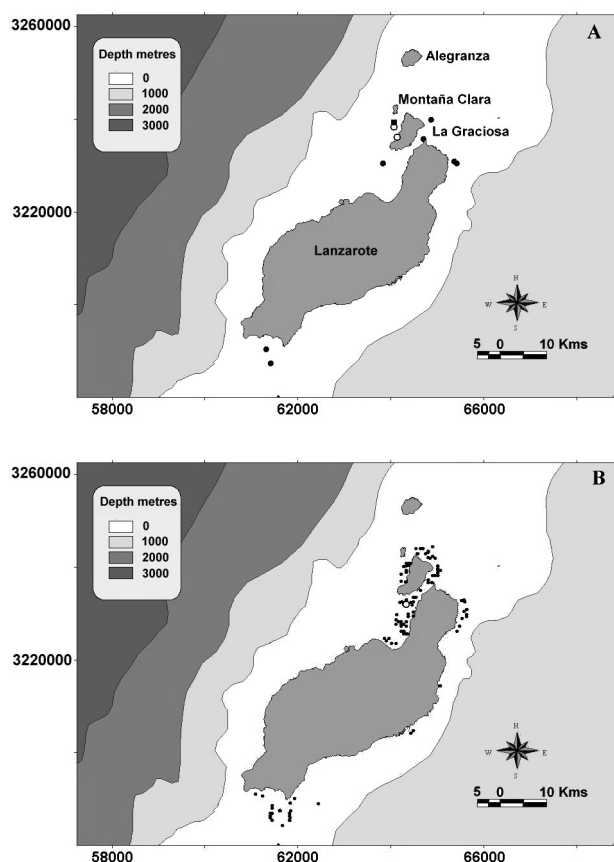 3260000
A
Depth metres
0
1000
2000
3000
Alegranza
Montaña Clara
La Graciosa
3220000
Lanzarote
N
W E
S
5 0 10 Kms
58000 62000 66000
3260000
B
Depth metres
0
1000
2000
3000
3220000
N
W E
S
5 0 10 Kms
58000 62000 66000